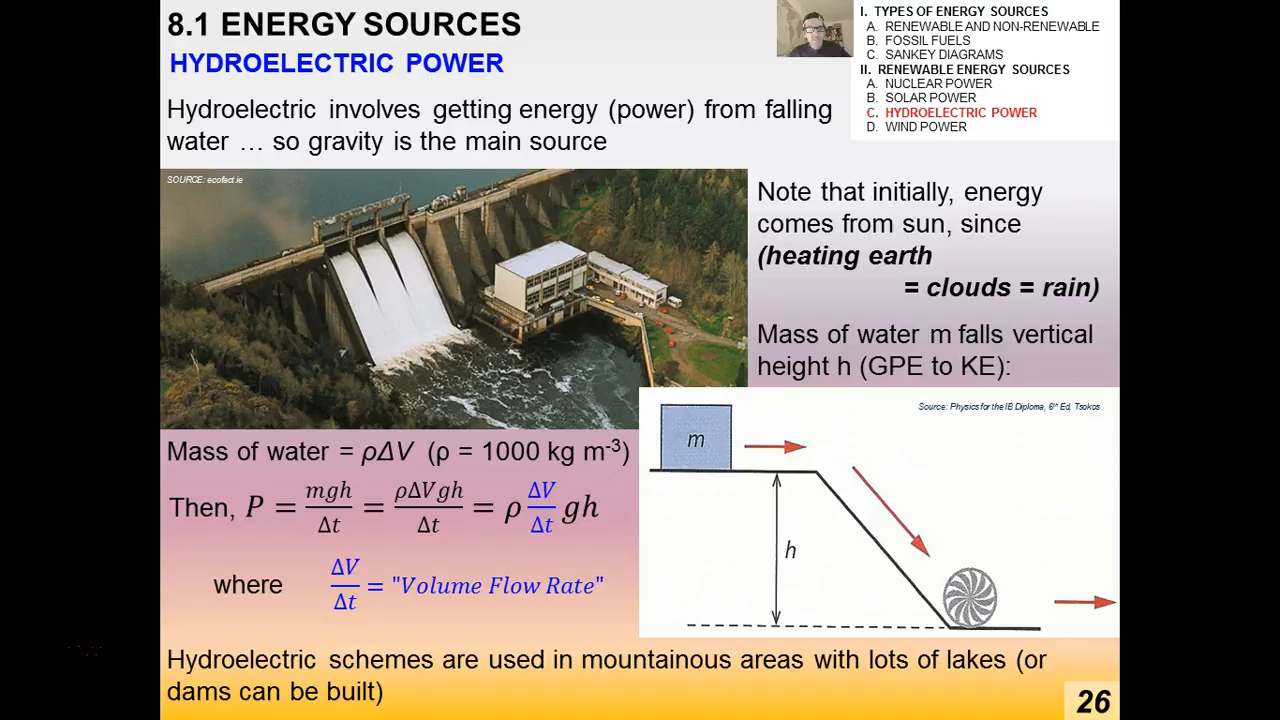 8.1 ENERGY SOURCES
HYDROELECTRIC POWER
I. TYPES OF ENERGY SOURCES
A. RENEWABLE AND NON-RENEWABLE
B. FOSSIL FUELS
C. SANKEY DIAGRAMS
II. RENEWABLE ENERGY SOURCES
A. NUCLEAR POWER
B. SOLAR POWER
C. HYDROELECTRIC POWER
D. WIND POWER
Hydroelectric involves getting energy (power) from falling
water … so gravity is the main source
SOURCE: ecofact.ie
Note that initially, energy
comes from sun, since
(heating earth
= clouds = rain)
Mass of water m falls vertical
height h (GPE to KE):
Source: Physics for the IB Diploma, 6th Ed, Tsokos
m
h
Mass of water = ρΔV (ρ = 1000 kg m-3)
Then, P = mgh/Δt = ρΔVgh/Δt = ρ ΔV/Δt gh
where ΔV/Δt = "Volume Flow Rate"
Hydroelectric schemes are used in mountainous areas with lots of lakes (or
dams can be built)
26